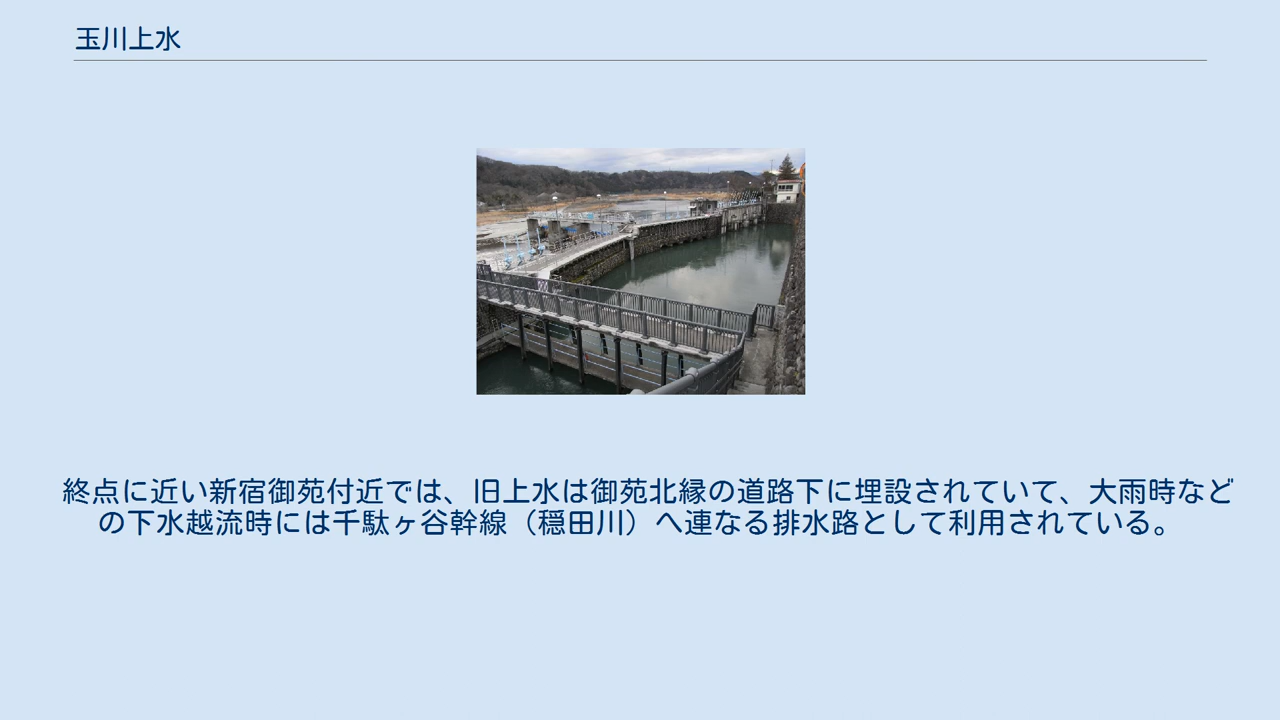 玉川上水
終点に近い新宿御苑付近では、旧上水は御苑北縁の道路下に埋設されていて、大雨時など
の下水越流時には千駄ヶ谷幹線（穏田川）へ連なる排水路として利用されている。